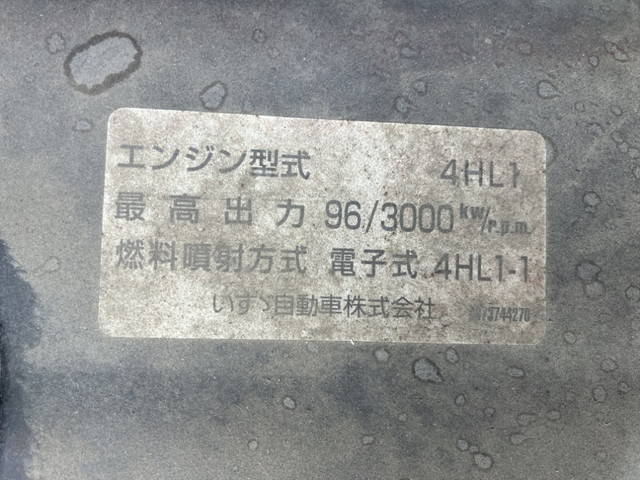 エンジン型式 4HL1
最高出力 96/3000 kw/r.p.m.
燃料噴射方式 電子式 4HL1-1
いすゞ自動車株式会社